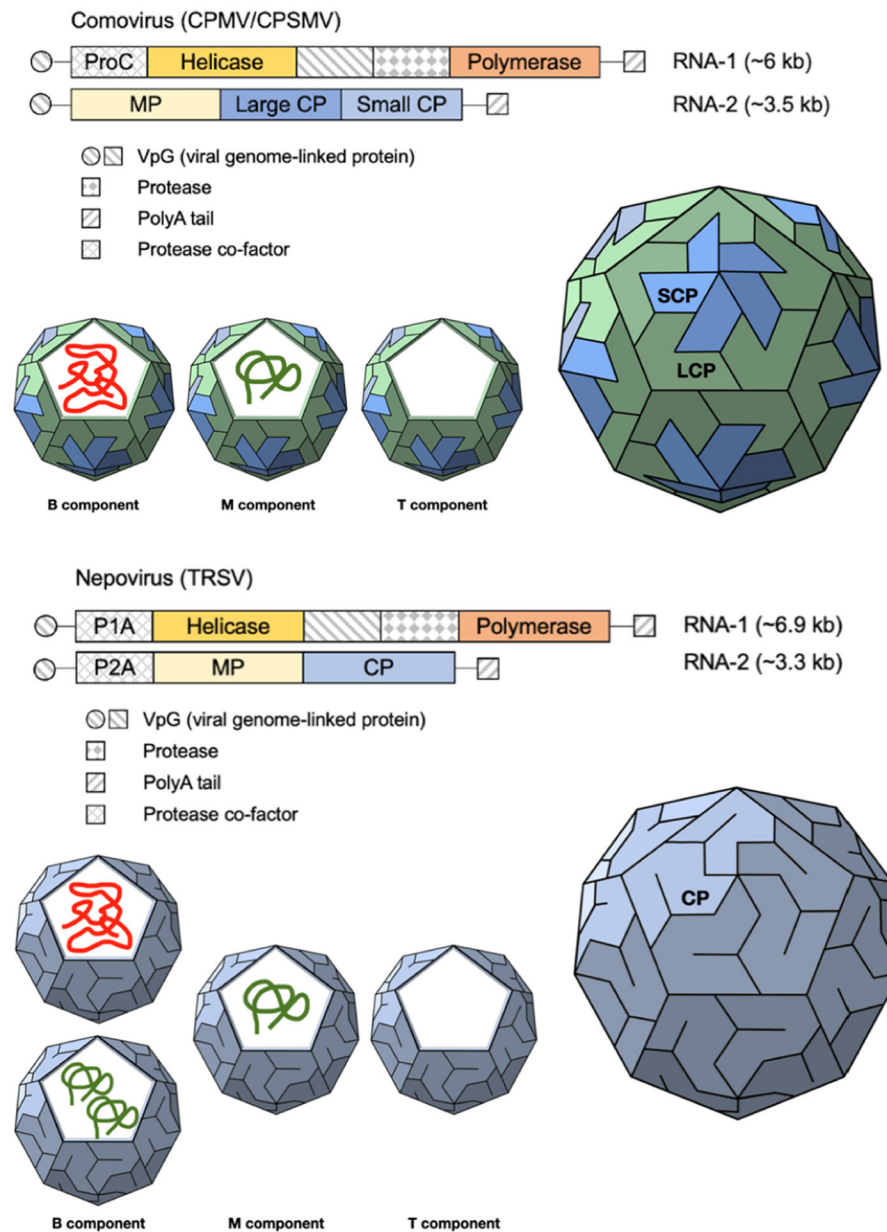 Comovirus (CPMV/CPSMV)
ProC Helicase Polymerase RNA-1 (~6 kb)
MP Large CP Small CP RNA-2 (~3.5 kb)
VpG (viral genome-linked protein)
Protease
PolyA tail
Protease co-factor
SCP
LCP
B component M component T component
Nepovirus (TRSV)
P1A Helicase Polymerase RNA-1 (~6.9 kb)
P2A MP CP RNA-2 (~3.3 kb)
VpG (viral genome-linked protein)
Protease
PolyA tail
Protease co-factor
CP
B component M component T component